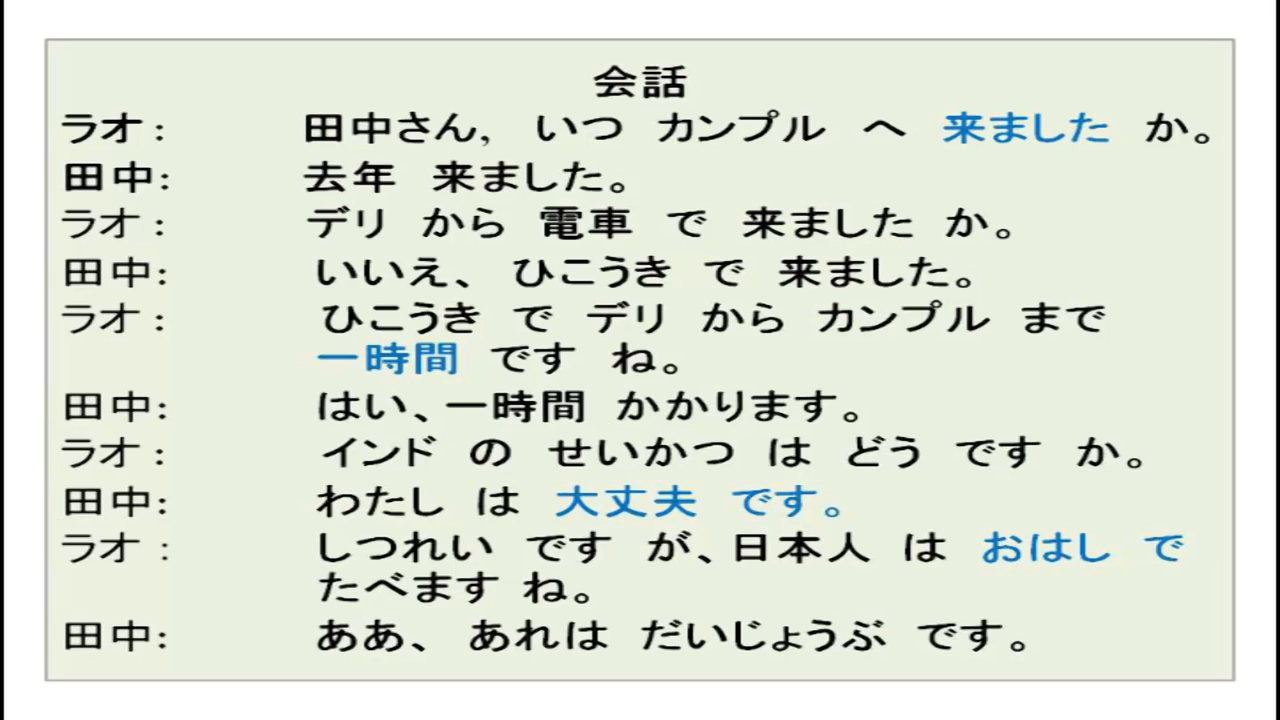 会話
ラオ: 田中さん, いつ カンプル へ 来ました か。
田中: 去年 来ました。
ラオ: デリ から 電車 で 来ました か。
田中: いいえ、 ひこうき で 来ました。
ラオ: ひこうき で デリ から カンプル まで
一時間 です ね。
田中: はい、一時間 かかります。
ラオ: インド の せいかつ は どう です か。
田中: わたし は 大丈夫 です。
ラオ : しつれい です が、日本人 は おはし で
たべます ね。
田中: ああ、 あれは だいじょうぶ です。